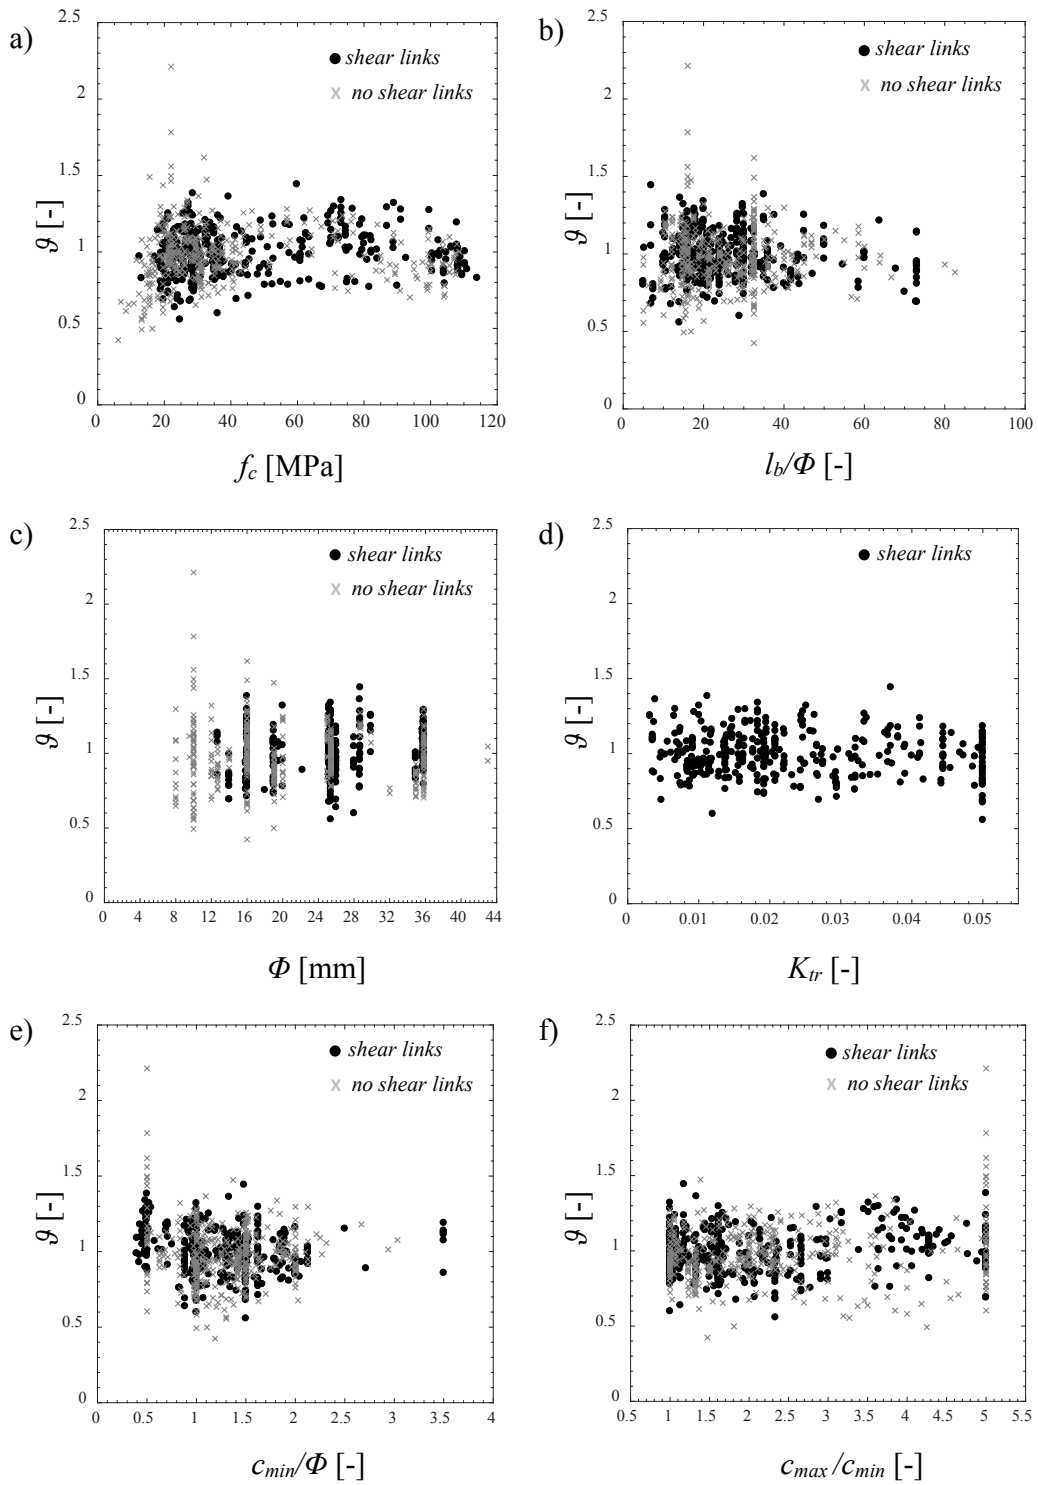 a)
2.5
2
1.5
1
0.5
0
ϑ [-]
shear links
x no shear links
0 20 40 60 80 100 120
fc [MPa]
b)
2.5
2
1.5
1
0.5
0
ϑ [-]
shear links
x no shear links
0 20 40 60 80 100
lb/Φ [-]
c)
2.5
2
1.5
1
0.5
0
ϑ [-]
shear links
x no shear links
0 4 8 12 16 20 24 28 32 36 40 44
Φ [mm]
d)
2.5
2
1.5
1
0.5
0
ϑ [-]
shear links
0 0.01 0.02 0.03 0.04 0.05
Ktr [-]
e)
2.5
2
1.5
1
0.5
0
ϑ [-]
shear links
x no shear links
0 0.5 1 1.5 2 2.5 3 3.5 4
cmin/Φ [-]
f)
2.5
2
1.5
1
0.5
0
ϑ [-]
shear links
x no shear links
0.5 1 1.5 2 2.5 3 3.5 4 4.5 5 5.5
cmax/cmin [-]